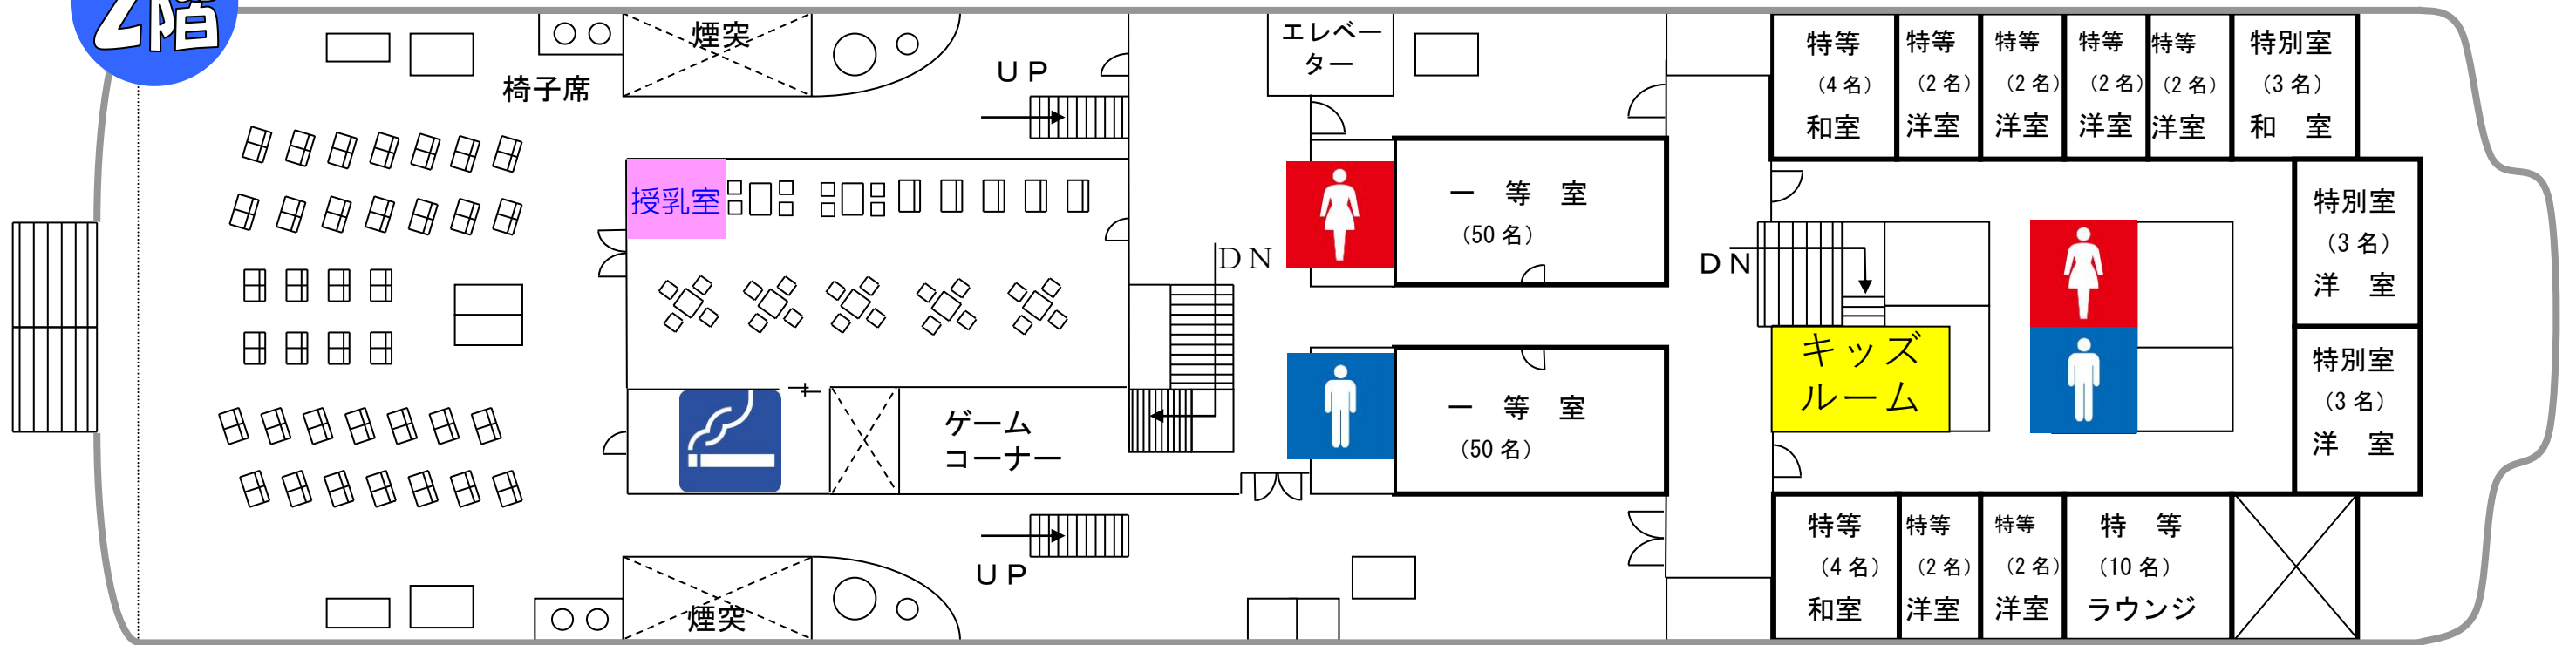 2階
煙突
椅子席
UP
エレベー
ター
特等
(4名)
和室
特等
(2名)
洋室
特等
(2名)
洋室
特等
(2名)
洋室
特等
(2名)
洋室
特別室
(3名)
和　室
授乳室
一　等　室
(50名)
DN
DN
特別室
(3名)
洋　室
キッズ
ルーム
特別室
(3名)
洋　室
ゲーム
コーナー
一　等　室
(50名)
UP
煙突
特等
(4名)
和室
特等
(2名)
洋室
特等
(2名)
洋室
特　等
(10名)
ラウンジ